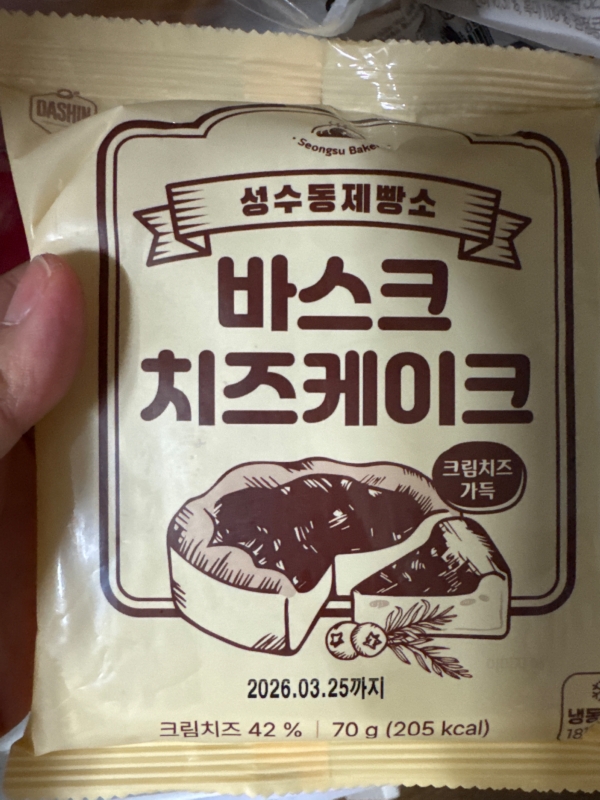 DASHIN
Seongsu Bake
성수동제빵소
바스크
치즈케이크
크림치즈
가득
2026.03.25까지
크림치즈 42 % | 70 g (205 kcal)
냉동